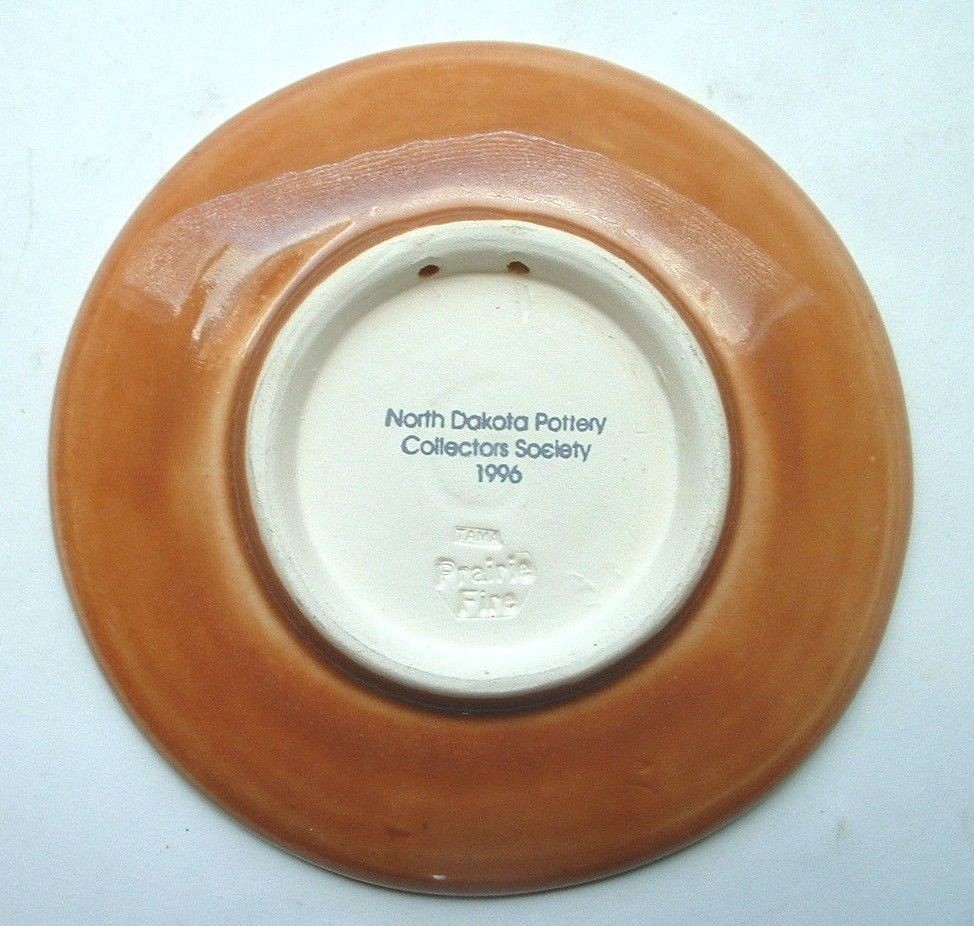 North Dakota Pottery
Collectors Society
1996
TAMA
Prairie
Fire